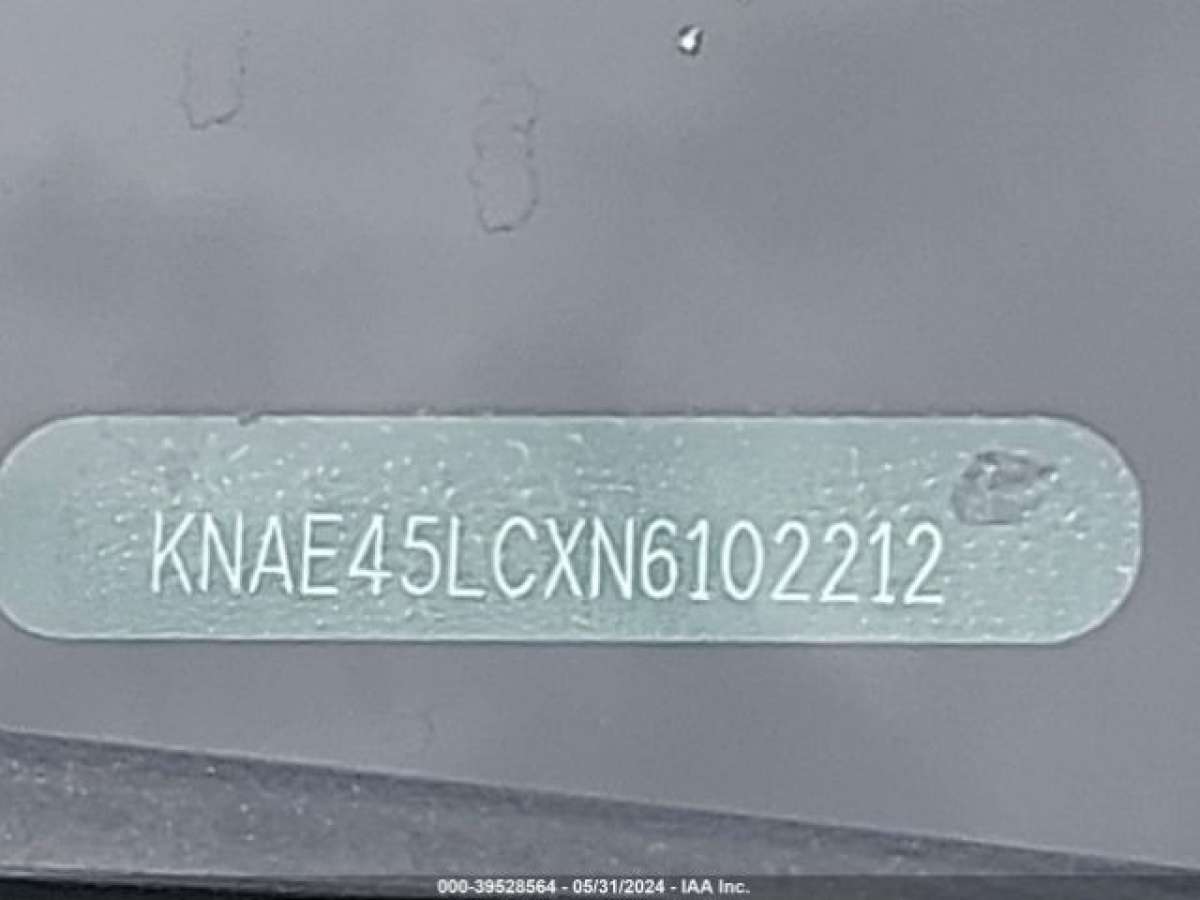 KNAE45LCXN6102212
000-39528564 - 05/31/2024 - IAA Inc.